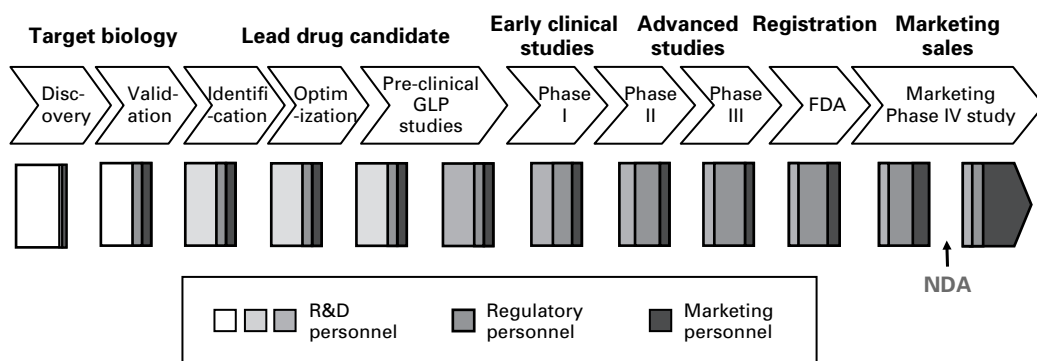 Target biology
Lead drug candidate
Early clinical
studies
Advanced
studies
Registration
Marketing
sales
Disc-
overy
Valid-
ation
Identifi
-cation
Optim
-ization
Pre-clinical
GLP
studies
Phase
I
Phase
II
Phase
III
FDA
Marketing
Phase IV study
NDA
R&D
personnel
Regulatory
personnel
Marketing
personnel